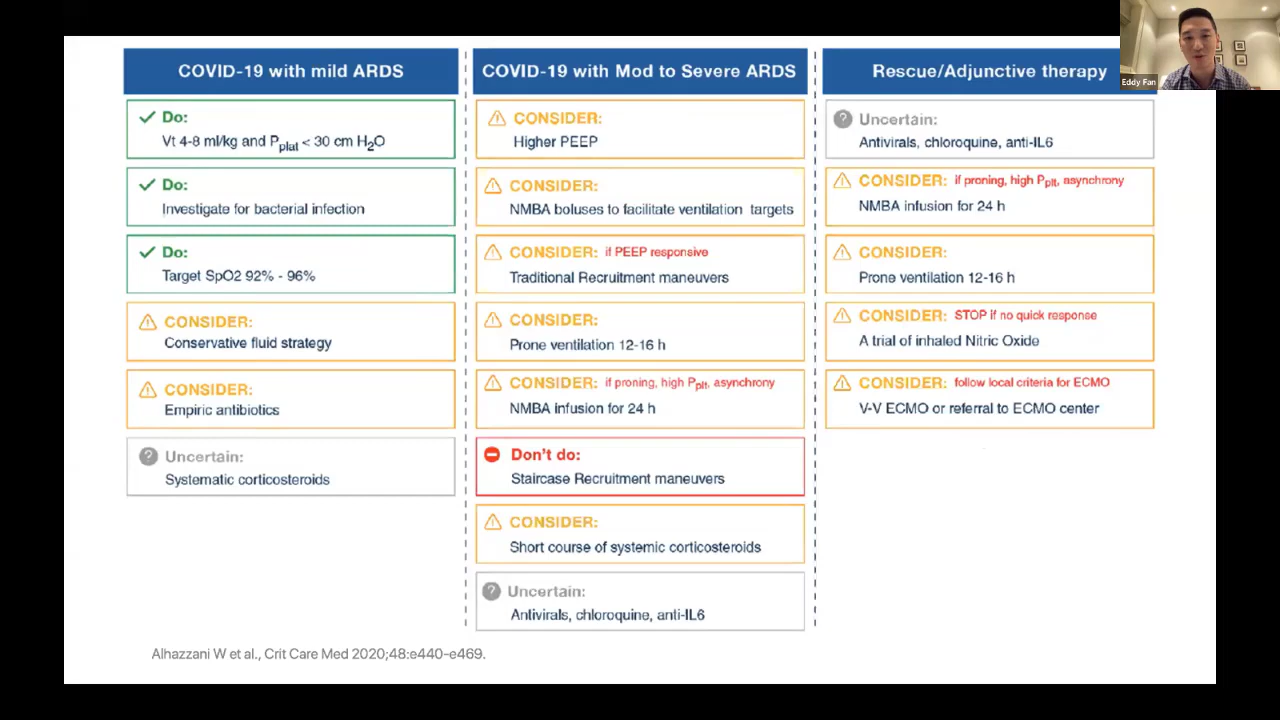 COVID-19 with mild ARDS
Do:
Vt 4-8 ml/kg and Pplat < 30 cm H2O
Do:
Investigate for bacterial infection
Do:
Target SpO2 92% - 96%
CONSIDER:
Conservative fluid strategy
CONSIDER:
Empiric antibiotics
Uncertain:
Systematic corticosteroids
COVID-19 with Mod to Severe ARDS
CONSIDER:
Higher PEEP
CONSIDER:
NMBA boluses to facilitate ventilation targets
CONSIDER: if PEEP responsive
Traditional Recruitment maneuvers
CONSIDER:
Prone ventilation 12-16 h
CONSIDER: if proning, high Pplt, asynchrony
NMBA infusion for 24 h
Don't do:
Staircase Recruitment maneuvers
CONSIDER:
Short course of systemic corticosteroids
Uncertain:
Antivirals, chloroquine, anti-IL6
Rescue/Adjunctive therapy
Uncertain:
Antivirals, chloroquine, anti-IL6
CONSIDER: if proning, high Pplt, asynchrony
NMBA infusion for 24 h
CONSIDER:
Prone ventilation 12-16 h
CONSIDER: STOP if no quick response
A trial of inhaled Nitric Oxide
CONSIDER: follow local criteria for ECMO
V-V ECMO or referral to ECMO center
Alhazzani W et al., Crit Care Med 2020;48:e440-e469.
Eddy Fan